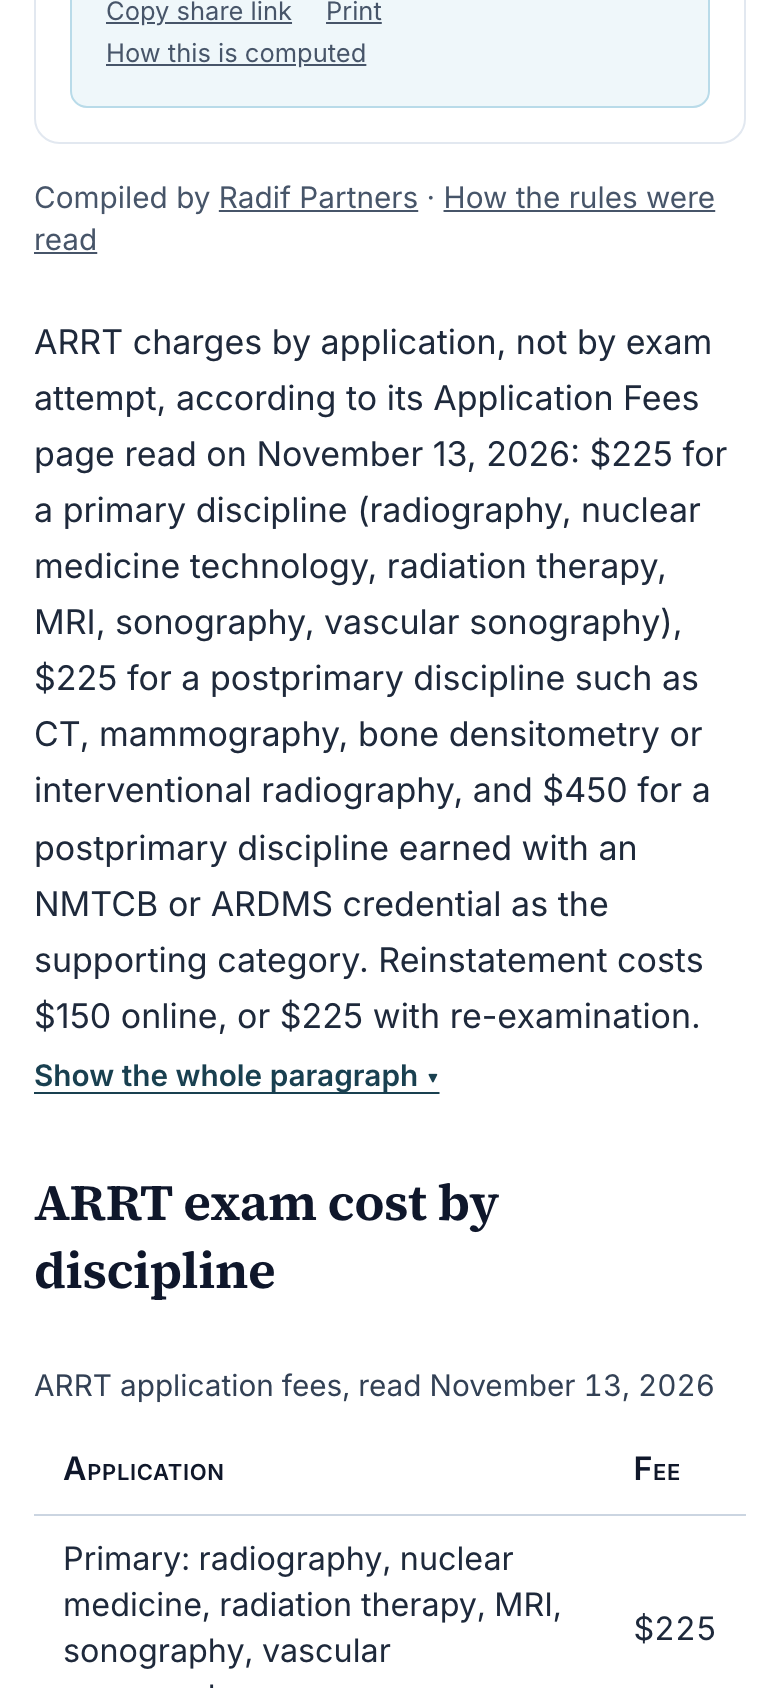 Copy share link Print
How this is computed
Compiled by Radif Partners · How the rules were
read
ARRT charges by application, not by exam
attempt, according to its Application Fees
page read on November 13, 2026: $225 for
a primary discipline (radiography, nuclear
medicine technology, radiation therapy,
MRI, sonography, vascular sonography),
$225 for a postprimary discipline such as
CT, mammography, bone densitometry or
interventional radiography, and $450 for a
postprimary discipline earned with an
NMTCB or ARDMS credential as the
supporting category. Reinstatement costs
$150 online, or $225 with re-examination.
Show the whole paragraph ▾
ARRT exam cost by
discipline
ARRT application fees, read November 13, 2026
Application Fee
Primary: radiography, nuclear
medicine, radiation therapy, MRI,
$225
sonography, vascular